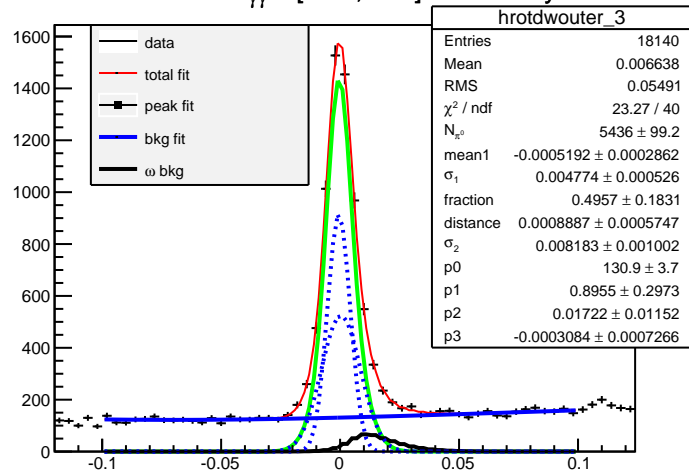 hrotdwouter_3
Entries 18140
Mean 0.006638
RMS 0.05491
χ² / ndf 23.27 / 40
N_π⁰ 5436 ± 99.2
mean1 -0.0005192 ± 0.0002862
σ₁ 0.004774 ± 0.000526
fraction 0.4957 ± 0.1831
distance 0.0008887 ± 0.0005747
σ₂ 0.008183 ± 0.001002
p0 130.9 ± 3.7
p1 0.8955 ± 0.2973
p2 0.01722 ± 0.01152
p3 -0.0003084 ± 0.0007266
data
total fit
peak fit
bkg fit
ω bkg
1600
1400
1200
1000
800
600
400
200
0
-0.1 -0.05 0 0.05 0.1